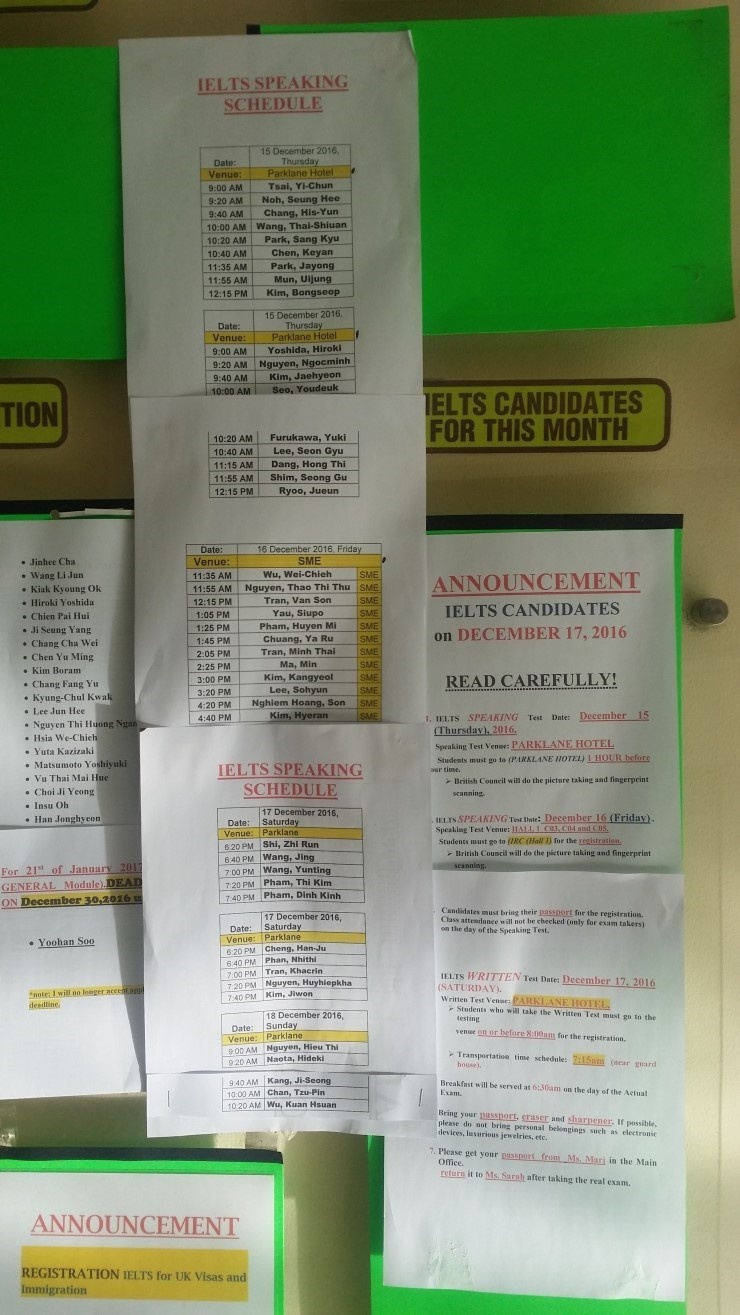 IELTS SPEAKING
SCHEDULE
Date: 15 December 2016, Thursday
Venue: Parklane Hotel
9:00 AM Tsai, Yi-Chun
9:20 AM Noh, Seung Hee
9:40 AM Chang, His-Yun
10:00 AM Wang, Thai-Shiuan
10:20 AM Park, Sang Kyu
10:40 AM Chen, Keyan
11:35 AM Park, Jayong
11:55 AM Mun, Uijung
12:15 PM Kim, Bongseop
Date: 15 December 2016, Thursday
Venue: Parklane Hotel
9:00 AM Yoshida, Hiroki
9:20 AM Nguyen, Ngocminh
9:40 AM Kim, Jaehyeon
10:00 AM Seo, Youdeuk
10:20 AM Furukawa, Yuki
10:40 AM Lee, Seon Gyu
11:15 AM Dang, Hong Thi
11:55 AM Shim, Seong Gu
12:15 PM Ryoo, Jueun
Date: 16 December 2016, Friday
Venue: SME
11:35 AM Wu, Wei-Chieh SME
11:55 AM Nguyen, Thao Thi Thu SME
12:15 PM Tran, Van Son SME
1:05 PM Yau, Siupo SME
1:25 PM Pham, Huyen Mi SME
1:45 PM Chuang, Ya Ru SME
2:05 PM Tran, Minh Thai SME
2:25 PM Ma, Min SME
3:00 PM Kim, Kangyeol SME
3:20 PM Lee, Sohyun SME
4:20 PM Nghiem Hoang, Son SME
4:40 PM Kim, Hyeran SME
IELTS SPEAKING
SCHEDULE
Date: 17 December 2016, Saturday
Venue: Parklane
6:20 PM Shi, Zhi Run
6:40 PM Wang, Jing
7:00 PM Wang, Yunting
7:20 PM Pham, Thi Kim
7:40 PM Pham, Dinh Kinh
Date: 17 December 2016, Saturday
Venue: Parklane
6:20 PM Cheng, Han-Ju
6:40 PM Phan, Nhithi
7:00 PM Tran, Khacrin
7:20 PM Nguyen, Huyhiepkha
7:40 PM Kim, Jiwon
Date: 18 December 2016, Sunday
Venue: Parklane
9:00 AM Nguyen, Hieu Thi
9:20 AM Naota, Hideki
9:40 AM Kang, Ji-Seong
10:00 AM Chan, Tzu-Pin
10:20 AM Wu, Kuan Hsuan
TION
IELTS CANDIDATES
FOR THIS MONTH
• Jinhee Cha
• Wang Li Jun
• Kiak Kyoung Ok
• Hiroki Yoshida
• Chien Pai Hui
• Ji Seung Yang
• Chang Cha Wei
• Chen Yu Ming
• Kim Boram
• Chang Fang Yu
• Kyung-Chul Kwak
• Lee Jun Hee
• Nguyen Thi Huong Ngan
• Hsia We-Chieh
• Yuta Kazizaki
• Matsumoto Yoshiyuki
• Vu Thai Mai Hue
• Choi Ji Yeong
• Insu Oh
• Han Jonghyeon
For 21st of January 2017
GENERAL Module). DEAD
ON December 30,2016 u
• Yoohan Soo
*note: I will no longer accept appl
deadline.
ANNOUNCEMENT
IELTS CANDIDATES
on DECEMBER 17, 2016
READ CAREFULLY!
1. IELTS SPEAKING Test Date: December 15
(Thursday), 2016.
Speaking Test Venue: PARKLANE HOTEL
Students must go to (PARKLANE HOTEL) 1 HOUR before
our time.
➢ British Council will do the picture taking and fingerprint
scanning.
. IELTS SPEAKING Test Date: December 16 (Friday).
Speaking Test Venue: HALL 1 C03, C04 and C05.
Students must go to (IRC (Hall 1) for the registration.
➢ British Council will do the picture taking and fingerprint
scanning.
Candidates must bring their passport for the registration.
Class attendance will not be checked (only for exam takers)
on the day of the Speaking Test.
IELTS WRITTEN Test Date: December 17, 2016
(SATURDAY).
Written Test Venue: PARKLANE HOTEL.
➢ Students who will take the Written Test must go to the
testing
venue on or before 8:00am for the registration.
➢ Transportation time schedule: 7:15am (near guard
house).
Breakfast will be served at 6:30am on the day of the Actual
Exam.
Bring your passport, eraser and sharpener. If possible,
please do not bring personal belongings such as electronic
devices, luxurious jewelries, etc.
7. Please get your passport from Ms. Mari in the Main
Office.
return it to Ms. Sarah after taking the real exam.
ANNOUNCEMENT
REGISTRATION IELTS for UK Visas and
Immigration